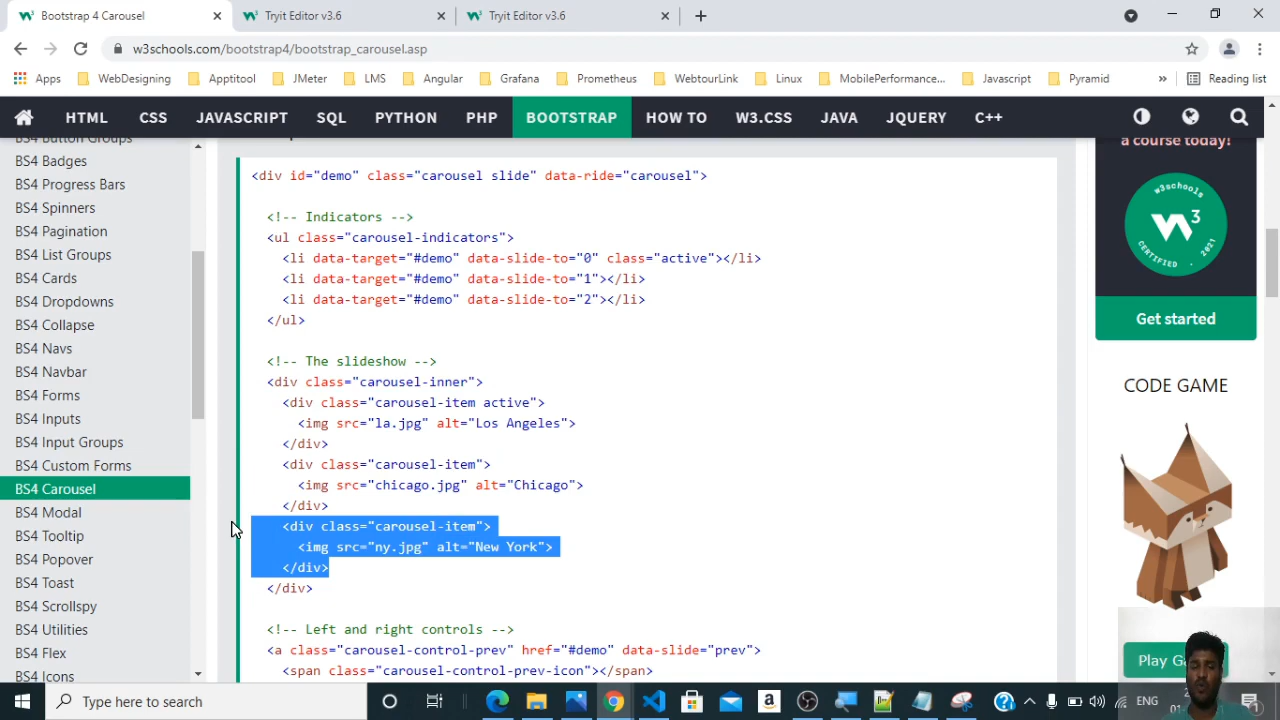 Bootstrap 4 Carousel
Tryit Editor v3.6
Tryit Editor v3.6
w3schools.com/bootstrap4/bootstrap_carousel.asp
Apps
WebDesigning
Apptitool
JMeter
LMS
Angular
Grafana
Prometheus
WebtourLink
Linux
MobilePerformance...
Javascript
Pyramid
»
Reading list
HTML
CSS
JAVASCRIPT
SQL
PYTHON
PHP
BOOTSTRAP
HOW TO
W3.CSS
JAVA
JQUERY
C++
BS4 Button Groups
BS4 Badges
BS4 Progress Bars
BS4 Spinners
BS4 Pagination
BS4 List Groups
BS4 Cards
BS4 Dropdowns
BS4 Collapse
BS4 Navs
BS4 Navbar
BS4 Forms
BS4 Inputs
BS4 Input Groups
BS4 Custom Forms
BS4 Carousel
BS4 Modal
BS4 Tooltip
BS4 Popover
BS4 Toast
BS4 Scrollspy
BS4 Utilities
BS4 Flex
BS4 Icons
<div id="demo" class="carousel slide" data-ride="carousel">
<!-- Indicators -->
<ul class="carousel-indicators">
<li data-target="#demo" data-slide-to="0" class="active"></li>
<li data-target="#demo" data-slide-to="1"></li>
<li data-target="#demo" data-slide-to="2"></li>
</ul>
<!-- The slideshow -->
<div class="carousel-inner">
<div class="carousel-item active">
<img src="la.jpg" alt="Los Angeles">
</div>
<div class="carousel-item">
<img src="chicago.jpg" alt="Chicago">
</div>
<div class="carousel-item">
<img src="ny.jpg" alt="New York">
</div>
</div>
<!-- Left and right controls -->
<a class="carousel-control-prev" href="#demo" data-slide="prev">
<span class="carousel-control-prev-icon"></span>
a course today!
w3schools
W3
CERTIFIED . 2021
Get started
CODE GAME
Play
Type here to search
ENG